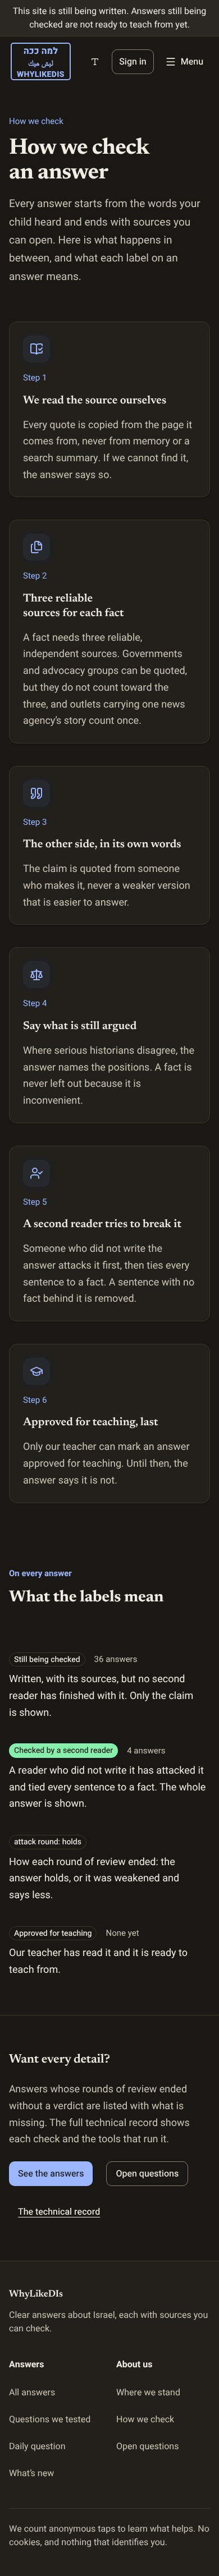 This site is still being written. Answers still being
checked are not ready to teach from yet.
למה ככה
ليش هيك
WHYLIKEDIS
T
Sign in
Menu
How we check
How we check
an answer
Every answer starts from the words your
child heard and ends with sources you
can open. Here is what happens in
between, and what each label on an
answer means.
Step 1
We read the source ourselves
Every quote is copied from the page it
comes from, never from memory or a
search summary. If we cannot find it,
the answer says so.
Step 2
Three reliable
sources for each fact
A fact needs three reliable,
independent sources. Governments
and advocacy groups can be quoted,
but they do not count toward the
three, and outlets carrying one news
agency’s story count once.
Step 3
The other side, in its own words
The claim is quoted from someone
who makes it, never a weaker version
that is easier to answer.
Step 4
Say what is still argued
Where serious historians disagree, the
answer names the positions. A fact is
never left out because it is
inconvenient.
Step 5
A second reader tries to break it
Someone who did not write the
answer attacks it first, then ties every
sentence to a fact. A sentence with no
fact behind it is removed.
Step 6
Approved for teaching, last
Only our teacher can mark an answer
approved for teaching. Until then, the
answer says it is not.
On every answer
What the labels mean
Still being checked 36 answers
Written, with its sources, but no second
reader has finished with it. Only the claim
is shown.
Checked by a second reader 4 answers
A reader who did not write it has attacked it
and tied every sentence to a fact. The whole
answer is shown.
attack round: holds
How each round of review ended: the
answer holds, or it was weakened and
says less.
Approved for teaching None yet
Our teacher has read it and it is ready to
teach from.
Want every detail?
Answers whose rounds of review ended
without a verdict are listed with what is
missing. The full technical record shows
each check and the tools that run it.
See the answers
Open questions
The technical record
WhyLikeDIs
Clear answers about Israel, each with sources you
can check.
Answers
All answers
Questions we tested
Daily question
What’s new
About us
Where we stand
How we check
Open questions
We count anonymous taps to learn what helps. No
cookies, and nothing that identifies you.